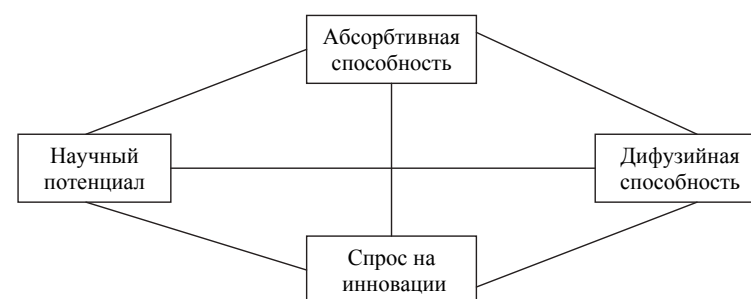 Абсорбтивная
способность
Научный
потенциал
Дифузийная
способность
Спрос на
инновации